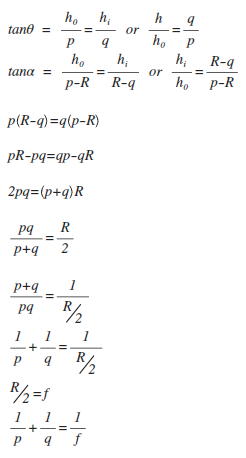 tanθ = h_o/p = h_i/q or h/h_o = q/p
tanα = h_o/p-R = h_i/R-q or h_i/h_o = R-q/p-R
p(R-q)=q(p-R)
pR-pq=qp-qR
2pq=(p+q)R
pq/p+q = R/2
p+q/pq = 1/R/2
1/p + 1/q = 1/R/2
R/2=f
1/p + 1/q = 1/f